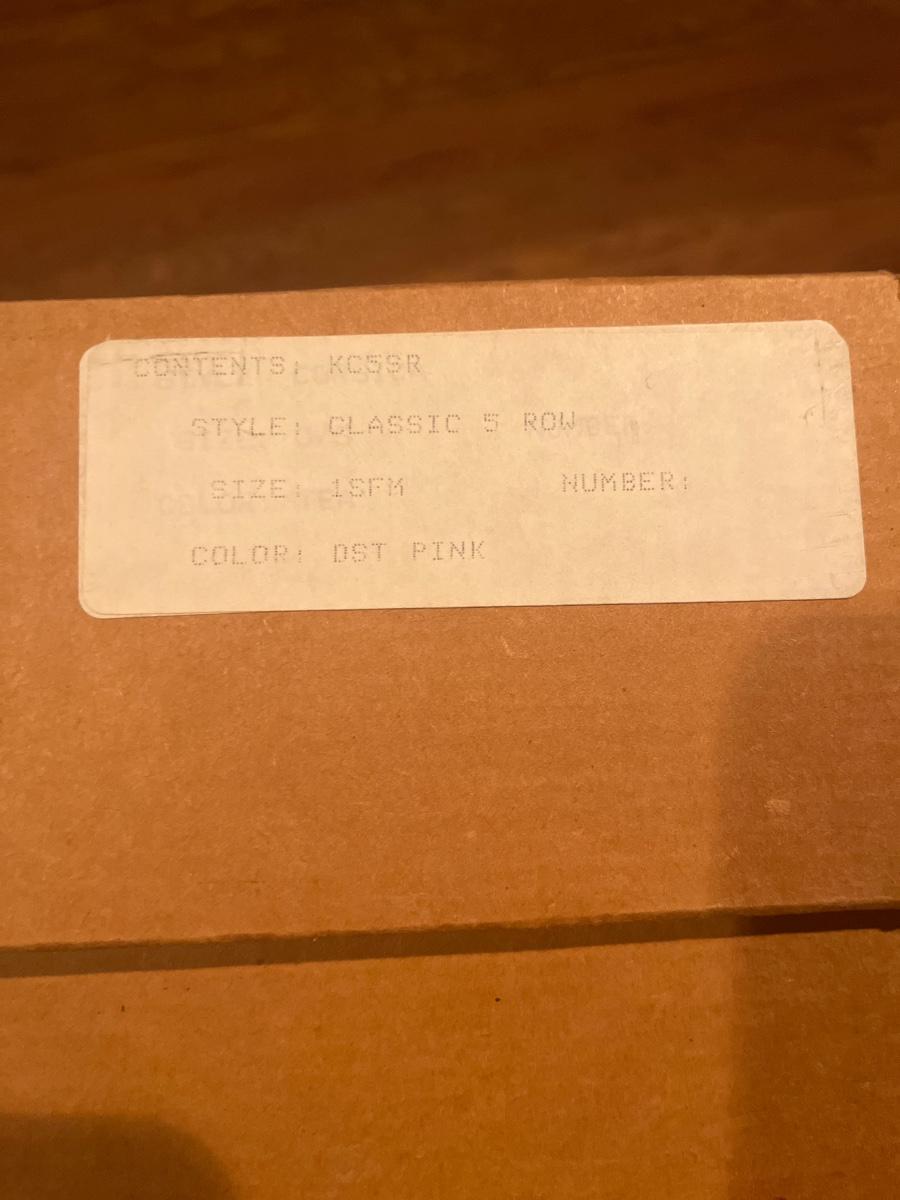 CONTENTS: KC5SR
STYLE: CLASSIC 5 ROW
SIZE: 1SFM NUMBER:
COLOR: DST PINK